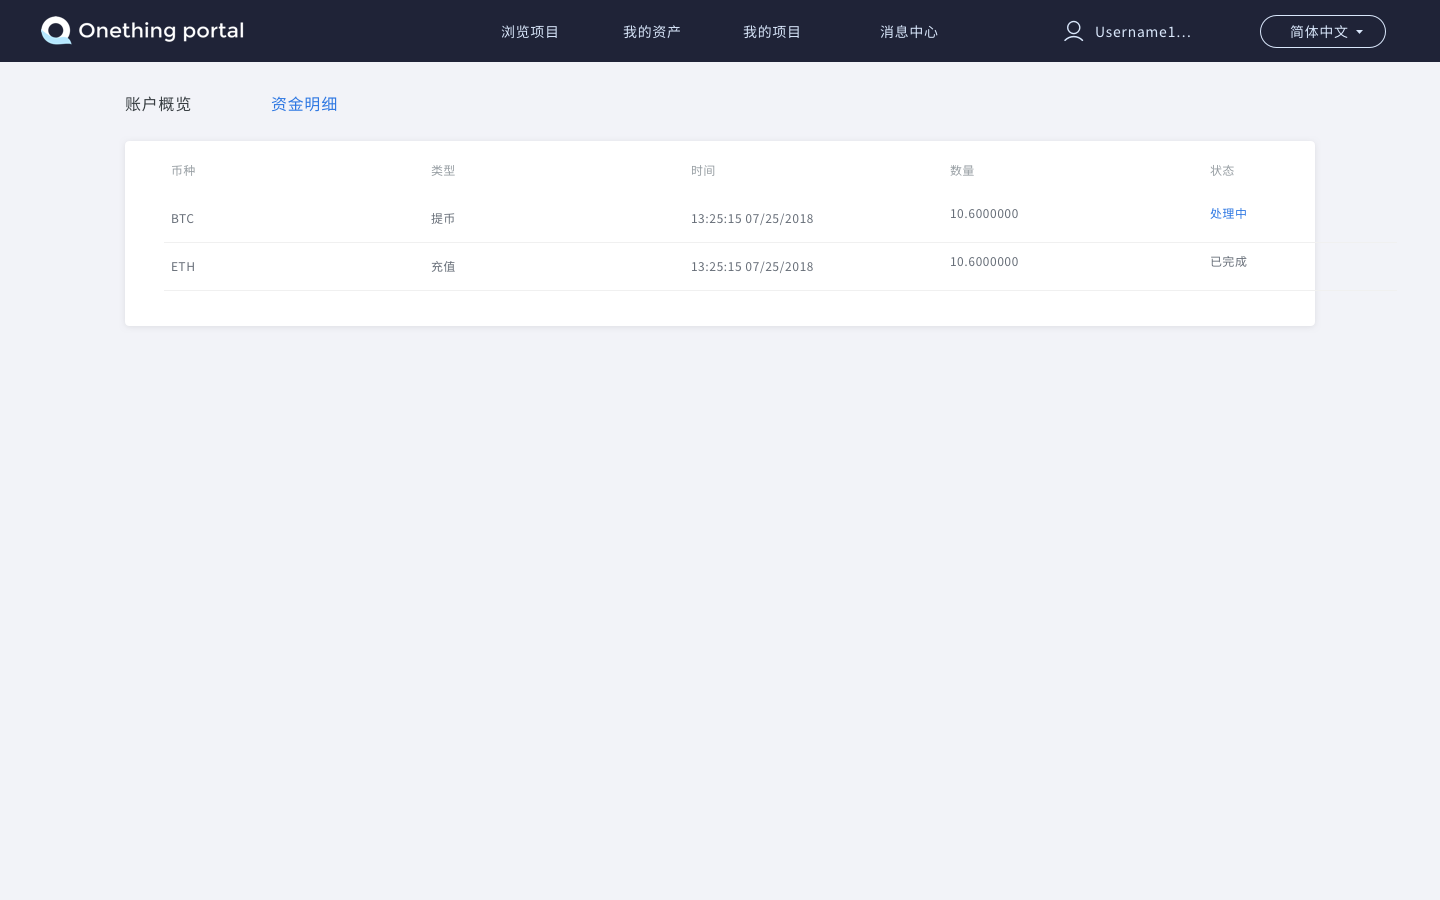 Onething portal 浏览项目 我的资产 我的项目 消息中心 Username1... 简体中文
账户概览 资金明细
币种 类型 时间 数量 状态
BTC 提币 13:25:15 07/25/2018 10.6000000 处理中
ETH 充值 13:25:15 07/25/2018 10.6000000 已完成